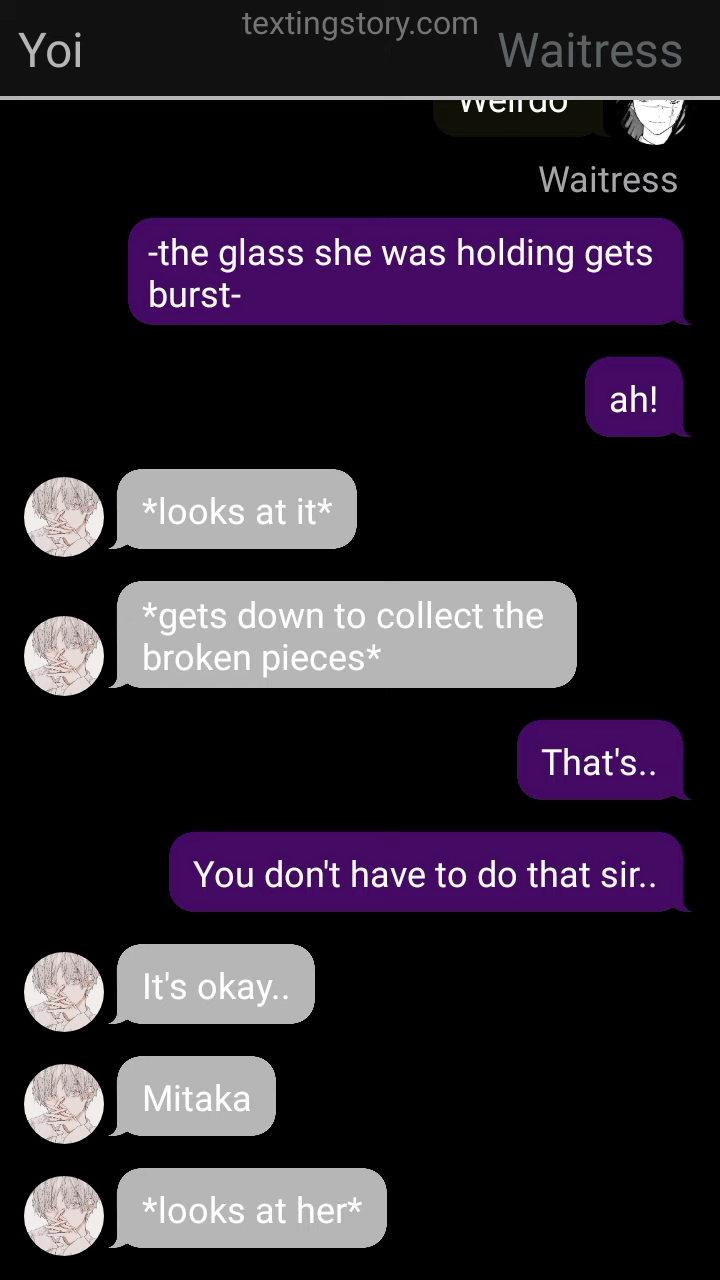 textingstory.com
Yoi
Waitress
Weirdo
Waitress
-the glass she was holding gets
burst-
ah!
*looks at it*
*gets down to collect the
broken pieces*
That's..
You don't have to do that sir..
It's okay..
Mitaka
*looks at her*